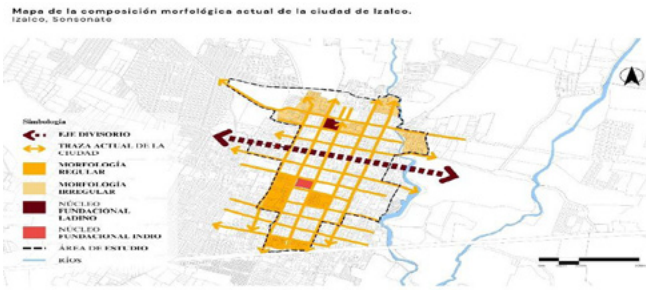 Mapa de la composición morfológica actual de la ciudad de Izalco.
Izalco, Sonsonate
Simbología
EJE DIVISORIO
TRAZA ACTUAL DE LA
CIUDAD
MORFOLOGÍA
REGULAR
MORFOLOGÍA
IRREGULAR
NÚCLEO
FUNDACIONAL
LADINO
NÚCLEO
FUNDACIONAL INDIO
ÁREA DE ESTUDIO
RÍOS